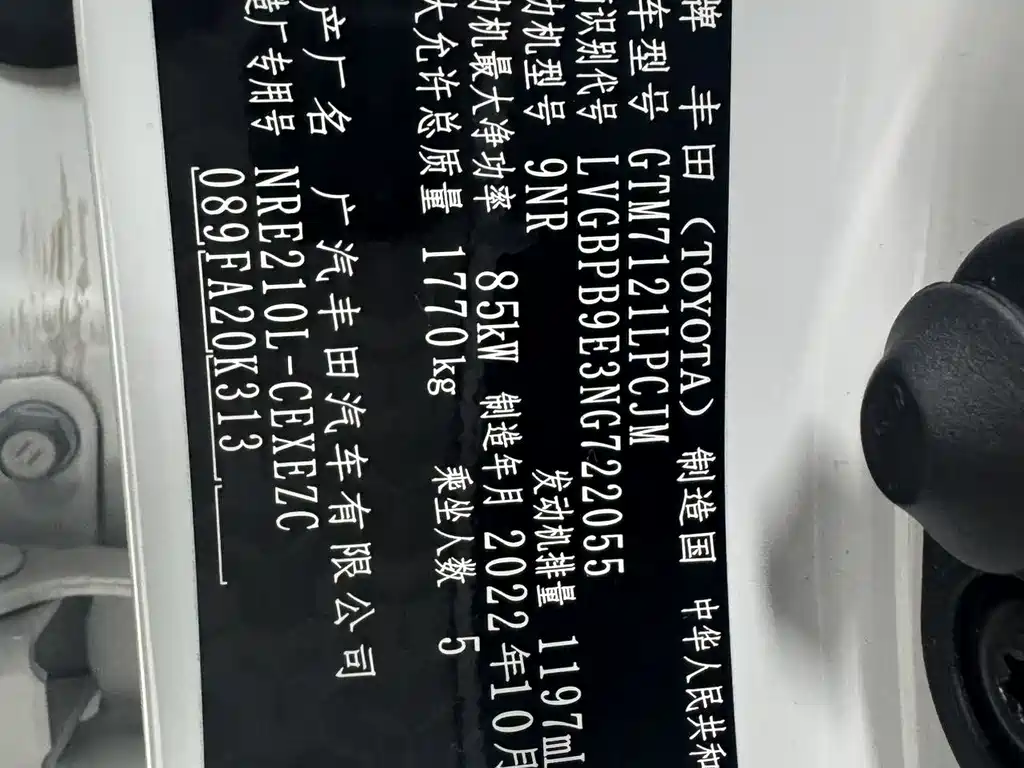 牌 丰田（TOYOTA） 制造国 中华人民共和
车型号 GTM7121LPCJM
识别代号 LVGBPB9E3NG722055
动机型号 9NR 发动机排量 1197ml
动机最大净功率 85kW 制造年月 2022年10月
大允许总质量 1770kg 乘坐人数 5
产厂名 广汽丰田汽车有限公司
造厂专用号 NRE210L-CEXEZC
089FA20K313